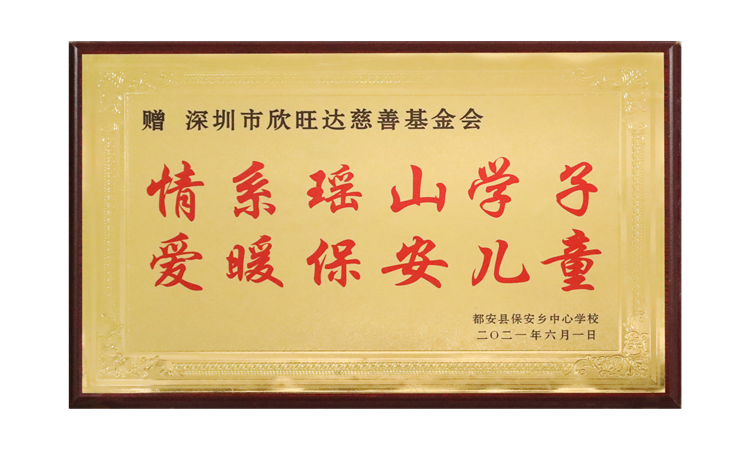 赠 深圳市欣旺达慈善基金会
情系瑶山学子
爱暖保安儿童
都安县保安乡中心学校
二〇二一年六月一日